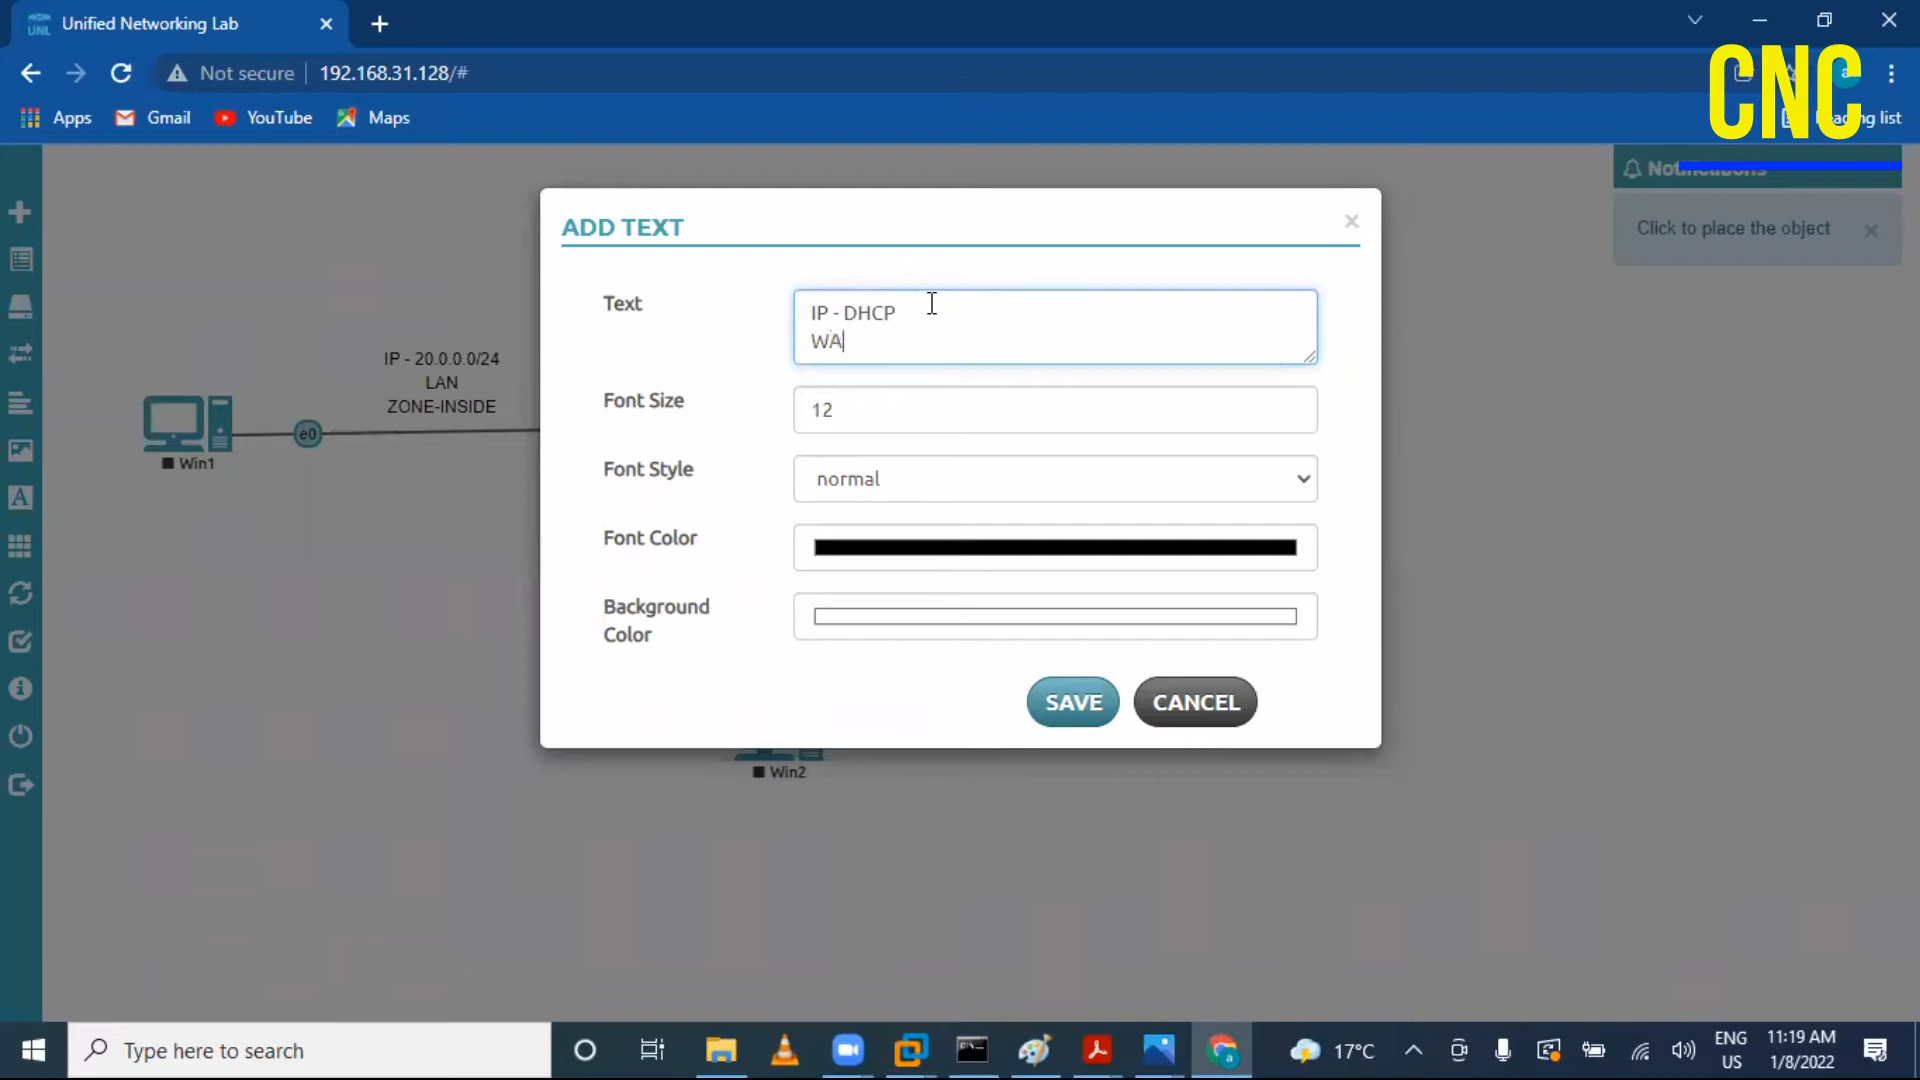 UNL
Unified Networking Lab
Not secure
192.168.31.128/#
Apps
Gmail
YouTube
Maps
CNC
list
Notifications
Click to place the object
ADD TEXT
Text
IP - DHCP
WA
Font Size
12
Font Style
normal
Font Color
Background
Color
SAVE
CANCEL
IP - 20.0.0.0/24
LAN
ZONE-INSIDE
e0
Win1
Win2
Type here to search
17°C
ENG
US
11:19 AM
1/8/2022